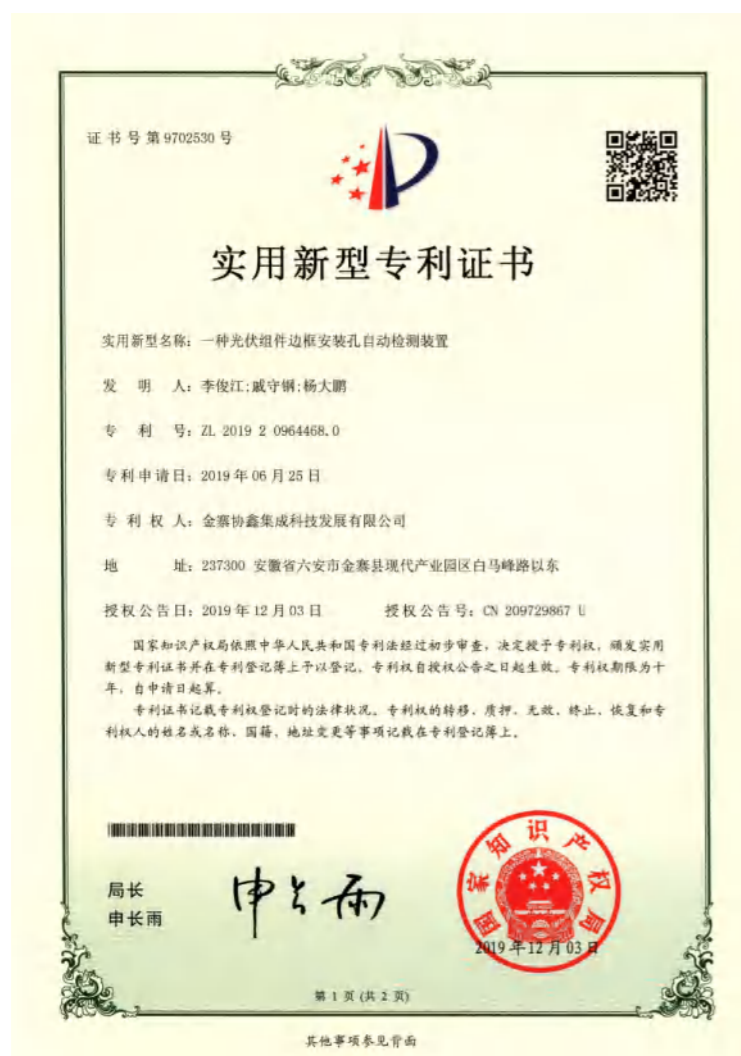 证书号第9702530号
实用新型专利证书
实用新型名称：一种光伏组件边框安装孔自动检测装置
发明人：李俊江;戚守钢;杨大鹏
专利号：ZL 2019 2 0964468.0
专利申请日：2019年06月25日
专利权人：金寨协鑫集成科技发展有限公司
地址：237300 安徽省六安市金寨县现代产业园区白马峰路以东
授权公告日：2019年12月03日 授权公告号：CN 209729867 U
国家知识产权局依照中华人民共和国专利法经过初步审查，决定授予专利权，颁发实用
新型专利证书并在专利登记簿上予以登记。专利权自授权公告之日起生效。专利权期限为十
年，自申请日起算。
专利证书记载专利权登记时的法律状况。专利权的转移、质押、无效、终止、恢复和专
利权人的姓名或名称、国籍、地址变更等事项记载在专利登记簿上。
局长
申长雨
申长雨
国家知识产权局
2019年12月03日
第 1 页 (共 2 页)
其他事项参见背面